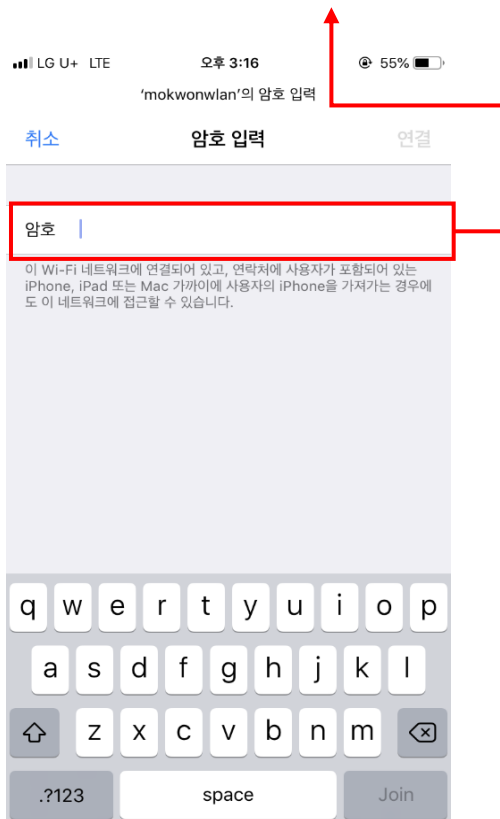 LG U+ LTE 오후 3:16 55%
'mokwonwlan'의 암호 입력
취소 암호 입력 연결
암호
이 Wi-Fi 네트워크에 연결되어 있고, 연락처에 사용자가 포함되어 있는
iPhone, iPad 또는 Mac 가까이에 사용자의 iPhone을 가져가는 경우에
도 이 네트워크에 접근할 수 있습니다.
q w e r t y u i o p
a s d f g h j k l
z x c v b n m
.?123 space Join